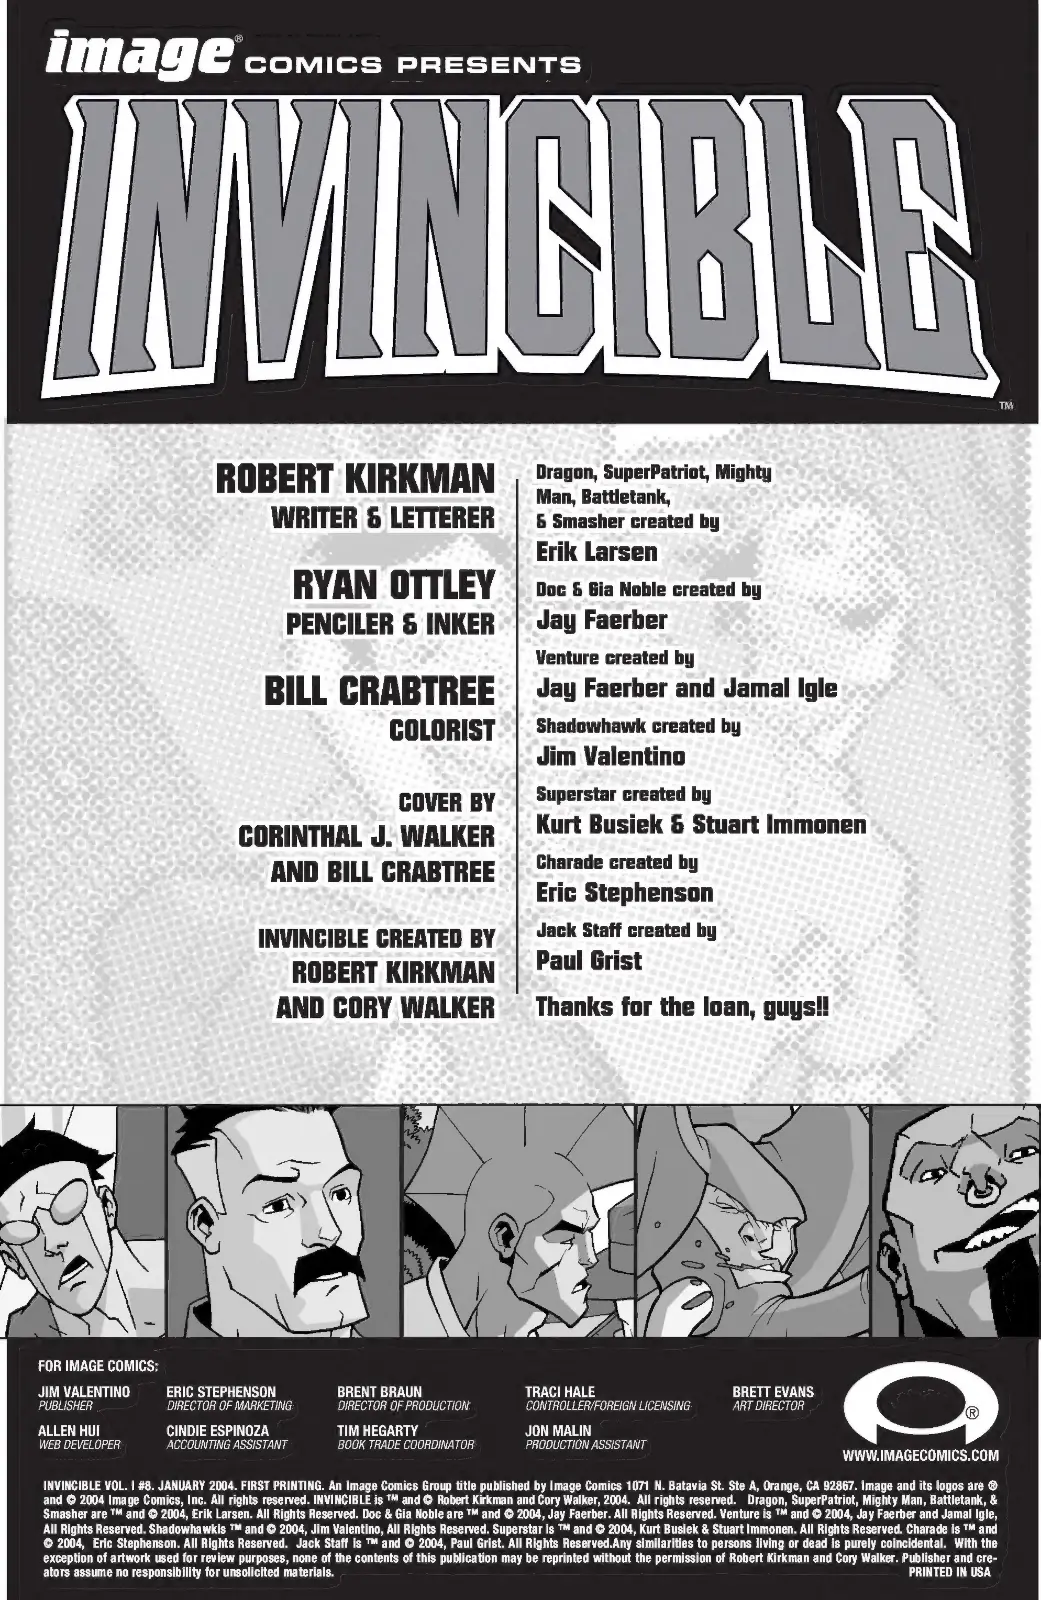 image® COMICS PRESENTS
INVINCIBLE
TM
ROBERT KIRKMAN
WRITER & LETTERER
RYAN OTTLEY
PENCILER & INKER
BILL CRABTREE
COLORIST
COVER BY
CORINTHAL J. WALKER
AND BILL CRABTREE
INVINCIBLE CREATED BY
ROBERT KIRKMAN
AND CORY WALKER
Dragon, SuperPatriot, Mighty
Man, Battletank,
& Smasher created by
Erik Larsen
Doc & Gia Noble created by
Jay Faerber
Venture created by
Jay Faerber and Jamal Igle
Shadowhawk created by
Jim Valentino
Superstar created by
Kurt Busiek & Stuart Immonen
Charade created by
Eric Stephenson
Jack Staff created by
Paul Grist
Thanks for the loan, guys!!
FOR IMAGE COMICS:
JIM VALENTINO ERIC STEPHENSON BRENT BRAUN TRACI HALE BRETT EVANS
PUBLISHER DIRECTOR OF MARKETING DIRECTOR OF PRODUCTION CONTROLLER/FOREIGN LICENSING ART DIRECTOR
ALLEN HUI CINDIE ESPINOZA TIM HEGARTY JON MALIN
WEB DEVELOPER ACCOUNTING ASSISTANT BOOK TRADE COORDINATOR PRODUCTION ASSISTANT
®
WWW.IMAGECOMICS.COM
INVINCIBLE VOL. I #8. JANUARY 2004. FIRST PRINTING. An Image Comics Group title published by Image Comics 1071 N. Batavia St. Ste A, Orange, CA 92867. Image and its logos are ®
and © 2004 Image Comics, Inc. All rights reserved. INVINCIBLE is ™ and © Robert Kirkman and Cory Walker, 2004. All rights reserved. Dragon, SuperPatriot, Mighty Man, Battletank, &
Smasher are ™ and © 2004, Erik Larsen. All Rights Reserved. Doc & Gia Noble are ™ and © 2004, Jay Faerber. All Rights Reserved. Venture is ™ and © 2004, Jay Faerber and Jamal Igle,
All Rights Reserved. Shadowhawkis ™ and © 2004, Jim Valentino, All Rights Reserved. Superstar is ™ and © 2004, Kurt Busiek & Stuart Immonen. All Rights Reserved. Charade is ™ and
© 2004, Eric Stephenson. All Rights Reserved. Jack Staff is ™ and © 2004, Paul Grist. All Rights Reserved.Any similarities to persons living or dead is purely coincidental. With the
exception of artwork used for review purposes, none of the contents of this publication may be reprinted without the permission of Robert Kirkman and Cory Walker. Publisher and cre-
ators assume no responsibility for unsolicited materials. PRINTED IN USA